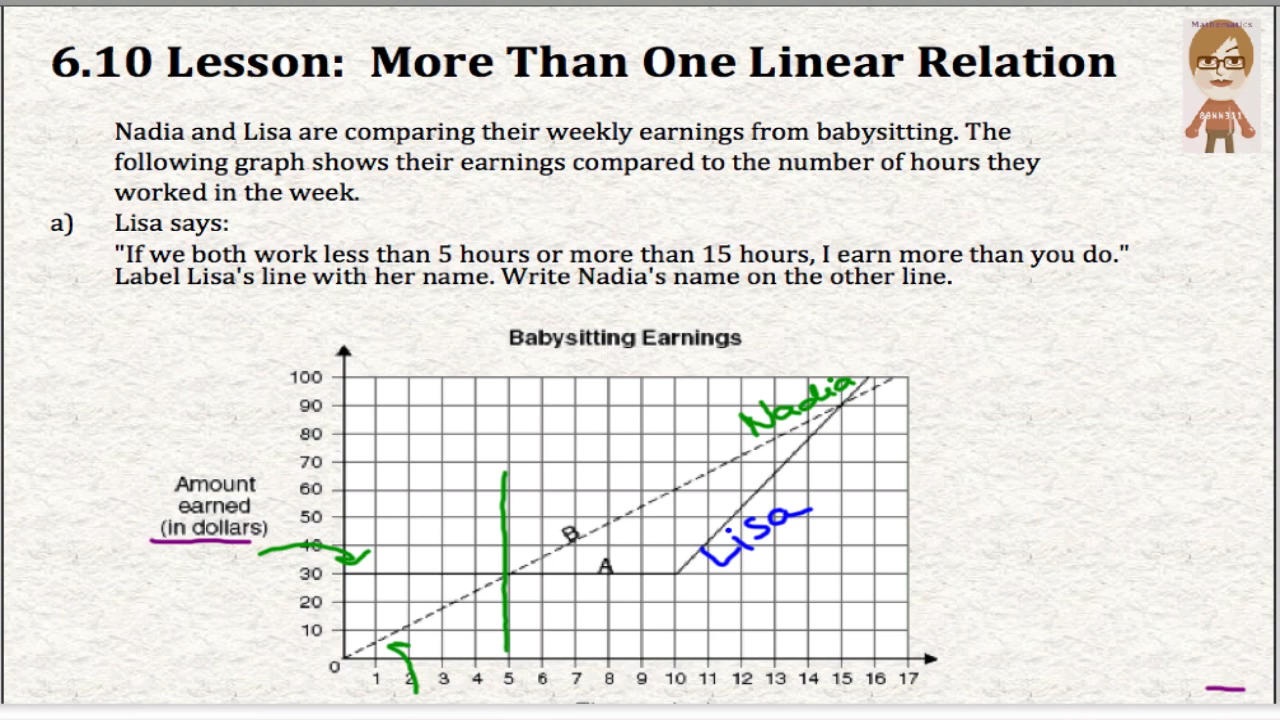 Mathematics
6.10 Lesson: More Than One Linear Relation
Nadia and Lisa are comparing their weekly earnings from babysitting. The
following graph shows their earnings compared to the number of hours they
worked in the week.
a) Lisa says:
"If we both work less than 5 hours or more than 15 hours, I earn more than you do."
Label Lisa's line with her name. Write Nadia's name on the other line.
Babysitting Earnings
100
90
80
70
60
50
40
30
20
10
0
Amount
earned
(in dollars)
Nadia
Lisa
B
A
1 2 3 4 5 6 7 8 9 10 11 12 13 14 15 16 17